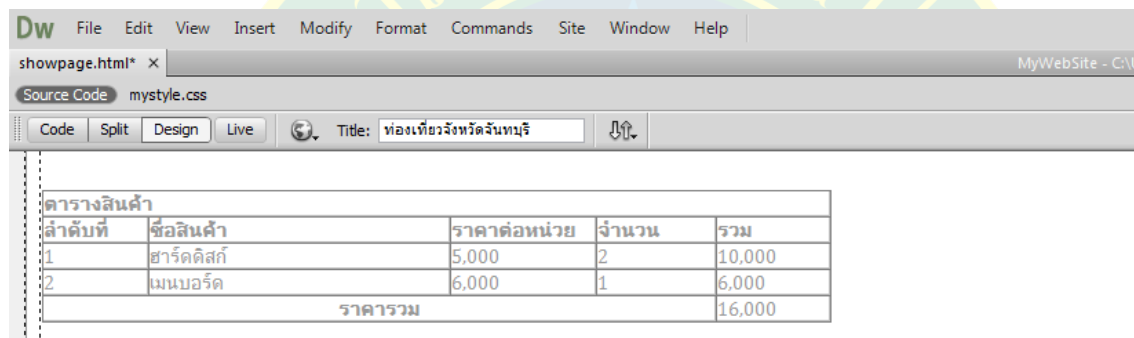 Dw File Edit View Insert Modify Format Commands Site Window Help
showpage.html* × MyWebSite - C:\
Source Code mystyle.css
Code Split Design Live Title: ท่องเที่ยวจังหวัดจันทบุรี
ตารางสินค้า
ลำดับที่ ชื่อสินค้า ราคาต่อหน่วย จำนวน รวม
1 ฮาร์ดดิสก์ 5,000 2 10,000
2 เมนบอร์ด 6,000 1 6,000
ราคารวม 16,000